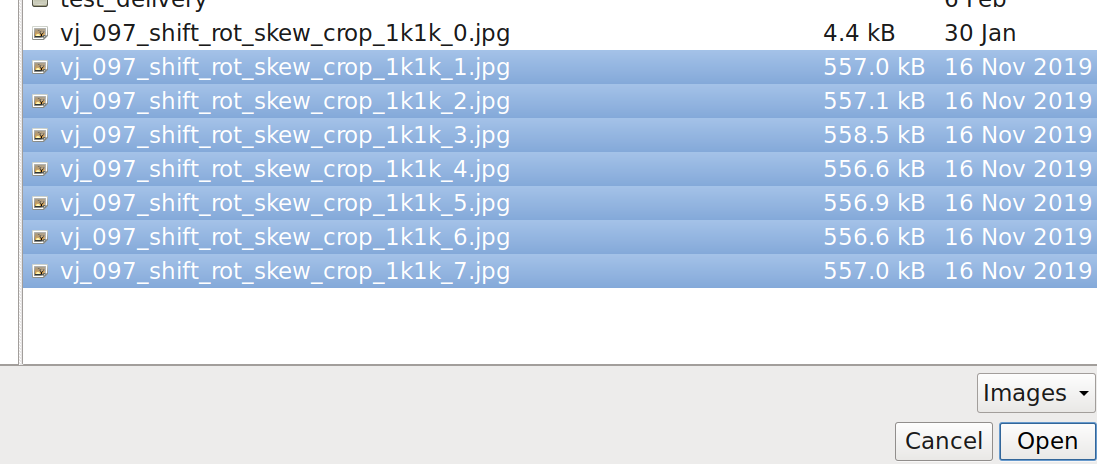 test_delivery 6 Feb
vj_097_shift_rot_skew_crop_1k1k_0.jpg 4.4 kB 30 Jan
vj_097_shift_rot_skew_crop_1k1k_1.jpg 557.0 kB 16 Nov 2019
vj_097_shift_rot_skew_crop_1k1k_2.jpg 557.1 kB 16 Nov 2019
vj_097_shift_rot_skew_crop_1k1k_3.jpg 558.5 kB 16 Nov 2019
vj_097_shift_rot_skew_crop_1k1k_4.jpg 556.6 kB 16 Nov 2019
vj_097_shift_rot_skew_crop_1k1k_5.jpg 556.9 kB 16 Nov 2019
vj_097_shift_rot_skew_crop_1k1k_6.jpg 556.6 kB 16 Nov 2019
vj_097_shift_rot_skew_crop_1k1k_7.jpg 557.0 kB 16 Nov 2019
Images
Cancel Open